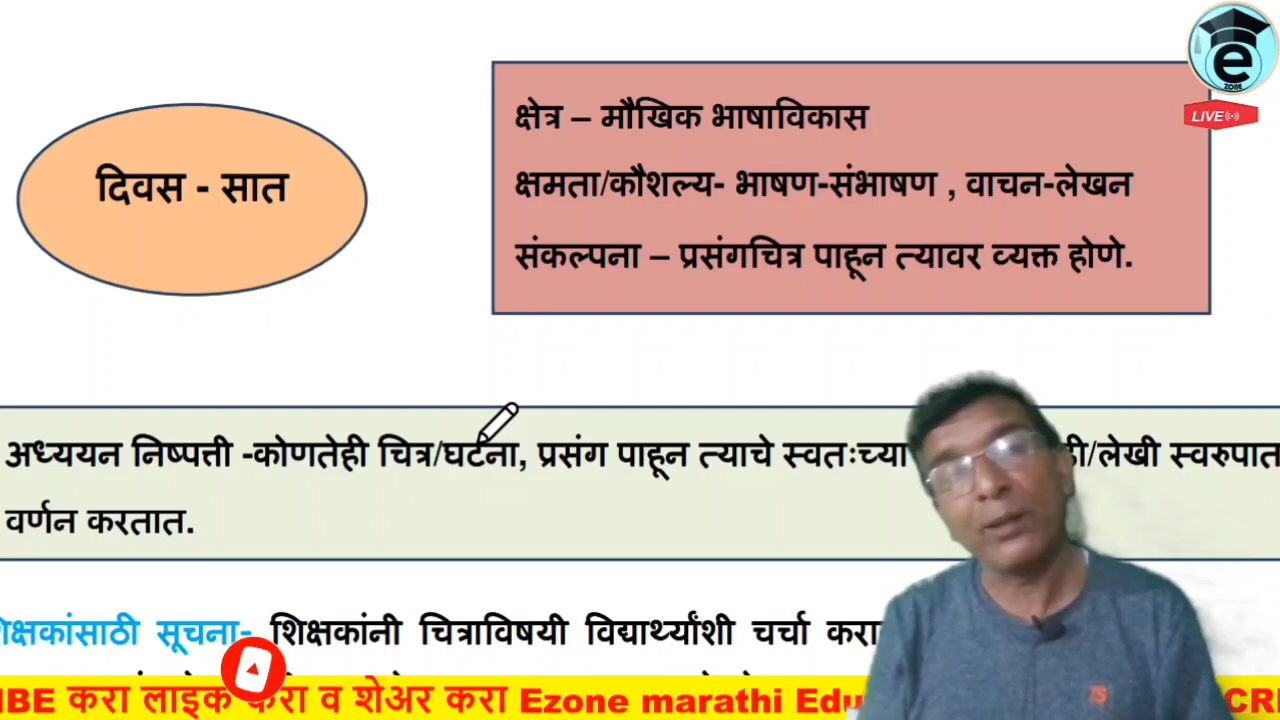 e
ZONE
LIVE
दिवस - सात
क्षेत्र – मौखिक भाषाविकास
क्षमता/कौशल्य- भाषण-संभाषण , वाचन-लेखन
संकल्पना – प्रसंगचित्र पाहून त्यावर व्यक्त होणे.
अध्ययन निष्पत्ती -कोणतेही चित्र/घटना, प्रसंग पाहून त्याचे स्वतःच्या /लेखी स्वरुपात
वर्णन करतात.
सूचना- शिक्षकांनी चित्राविषयी विद्यार्थ्यांशी चर्चा करा
करा लाइक करा व शेअर करा Ezone marathi